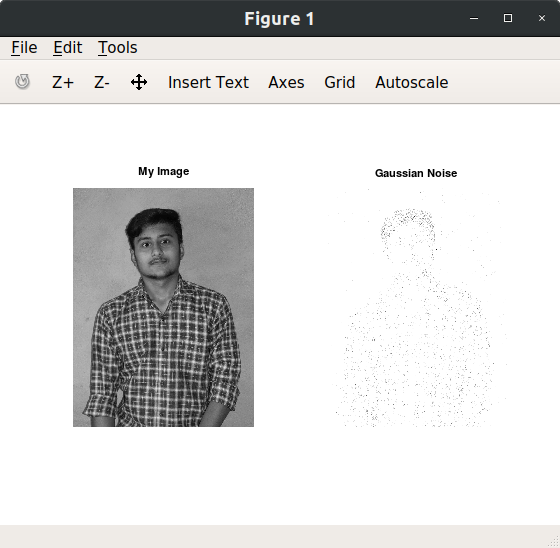 Figure 1
File Edit Tools
Z+ Z- Insert Text Axes Grid Autoscale
My Image
Gaussian Noise